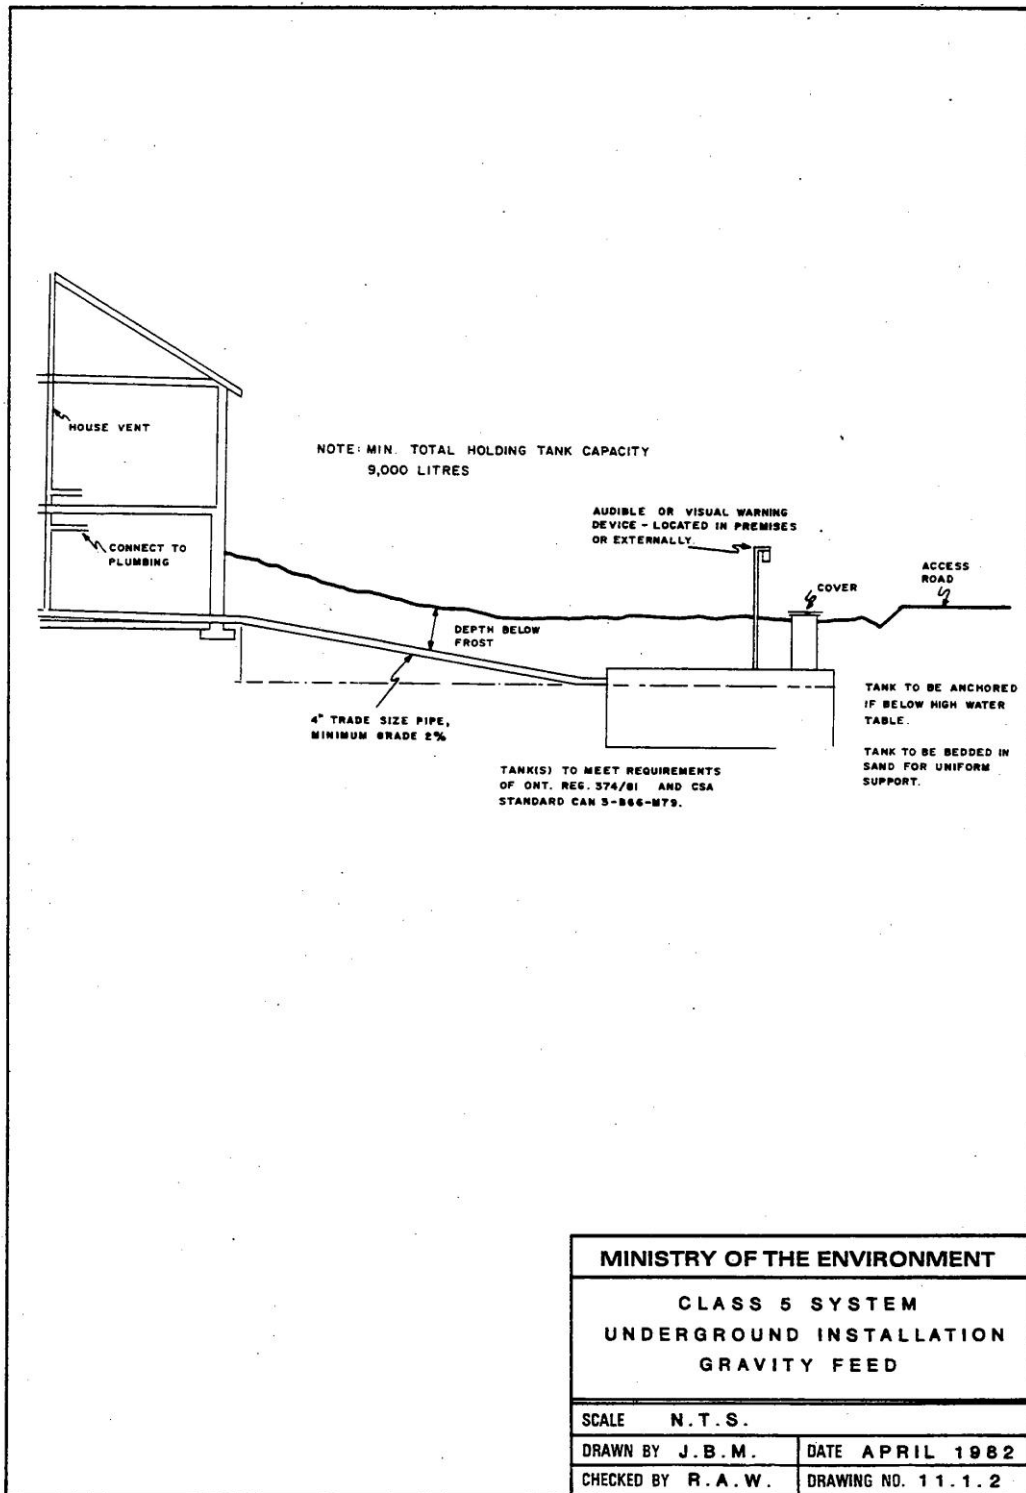 HOUSE VENT
NOTE: MIN. TOTAL HOLDING TANK CAPACITY
9,000 LITRES
AUDIBLE OR VISUAL WARNING
DEVICE - LOCATED IN PREMISES
OR EXTERNALLY.
CONNECT TO
PLUMBING
ACCESS
ROAD
COVER
DEPTH BELOW
FROST
4" TRADE SIZE PIPE,
MINIMUM GRADE 2%
TANK TO BE ANCHORED
IF BELOW HIGH WATER
TABLE.
TANK TO BE BEDDED IN
SAND FOR UNIFORM
SUPPORT.
TANK(S) TO MEET REQUIREMENTS
OF ONT. REG. 374/81 AND CSA
STANDARD CAN 3-B66-M79.
MINISTRY OF THE ENVIRONMENT
CLASS 5 SYSTEM
UNDERGROUND INSTALLATION
GRAVITY FEED
SCALE N.T.S.
DRAWN BY J.B.M. DATE APRIL 1982
CHECKED BY R.A.W. DRAWING NO. 11.1.2